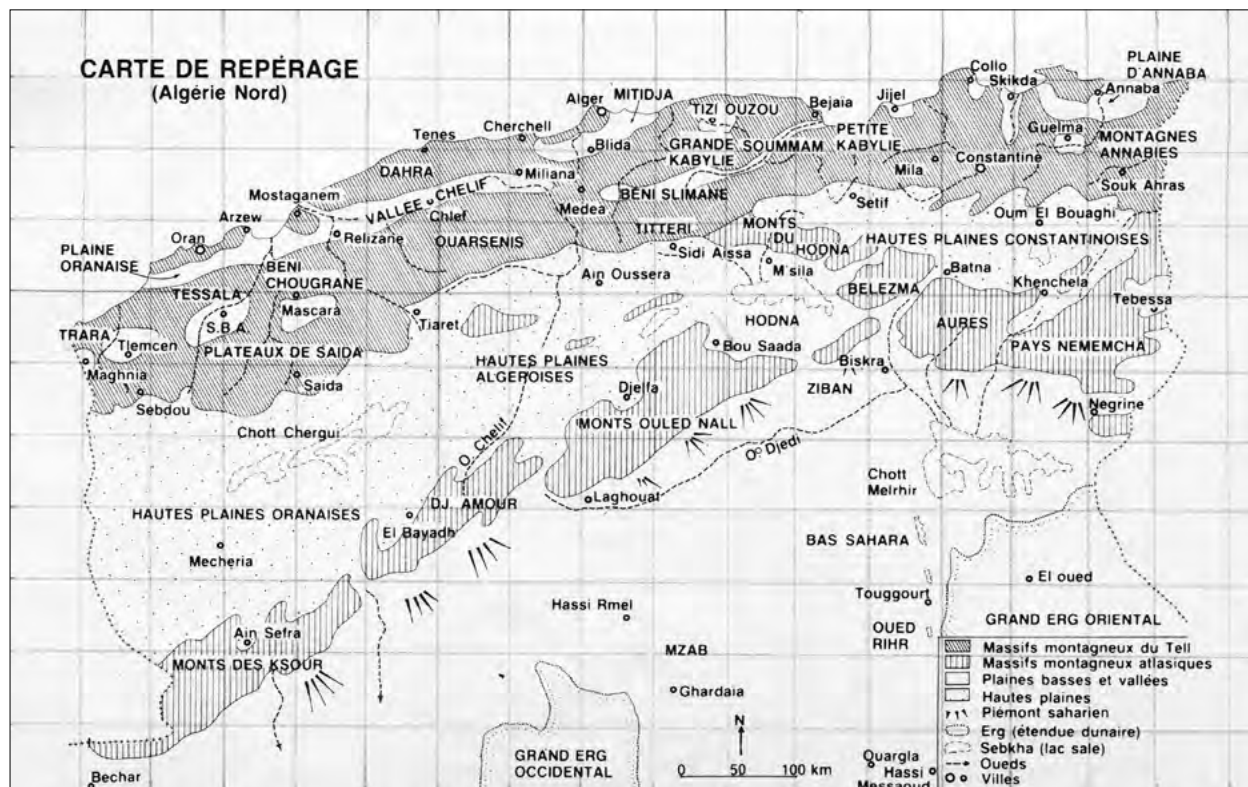 CARTE DE REPÉRAGE
(Algérie Nord)
Collo
Skikda
PLAINE
D'ANNABA
Annaba
Alger
MITIDJA
TIZI OUZOU
Bejaia
Jijel
Cherchell
Tenes
Blida
GRANDE
KABYLIE
SOUMMAM
PETITE
KABYLIE
Guelma
MONTAGNES
ANNABIES
DAHRA
Miliana
Mila
Constantine
Souk Ahras
Mostaganem
VALLEE CHELIF
Chlef
Medea
BENI SLIMANE
Setif
Oum El Bouaghi
Arzew
Oran
Relizane
OUARSENIS
TITTERI
Sidi Aissa
MONTS
DU
HODNA
HAUTES PLAINES CONSTANTINOISES
PLAINE
ORANAISE
BENI
CHOUGRANE
Ain Oussera
M'sila
Batna
Khenchela
TESSALA
Mascara
BELEZMA
Tebessa
S.B.A.
Tiaret
HODNA
AURES
TRARA
Tlemcen
PLATEAUX DE SAIDA
HAUTES PLAINES
ALGEROISES
Bou Saada
PAYS NEMEMCHA
Maghnia
Saida
Biskra
Sebdou
Djelfa
ZIBAN
Negrine
Chott Chergui
O. Chelif
MONTS OULED NALL
O. Djedi
Chott
Melrhir
Laghouat
HAUTES PLAINES ORANAISES
DJ. AMOUR
El Bayadh
BAS SAHARA
Mecheria
El oued
Hassi Rmel
Touggourt
GRAND ERG ORIENTAL
Ain Sefra
OUED
RIHR
MONTS DES KSOUR
MZAB
Ghardaia
GRAND ERG
OCCIDENTAL
N
0 50 100 km
Ouargla
Hassi
Messaoud
Bechar
Massifs montagneux du Tell
Massifs montagneux atlasiques
Plaines basses et vallées
Hautes plaines
Piémont saharien
Erg (étendue dunaire)
Sebkha (lac sale)
Oueds
Villes